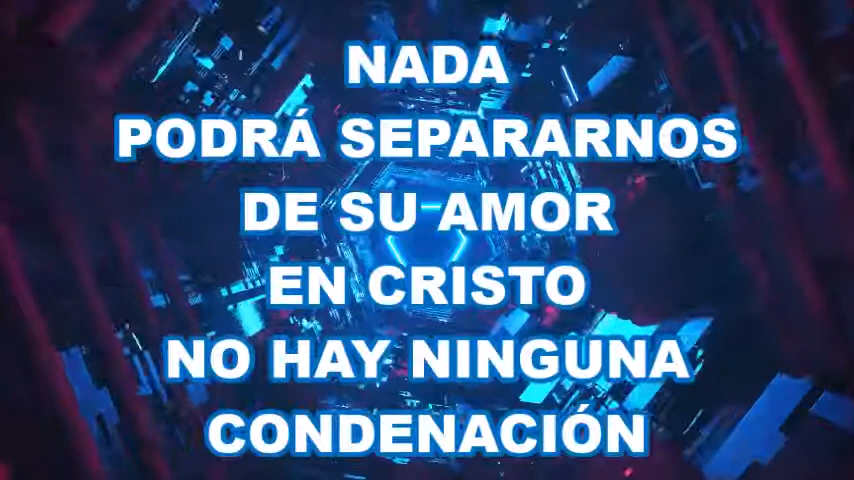 NADA
PODRÁ SEPARARNOS
DE SU AMOR
EN CRISTO
NO HAY NINGUNA
CONDENACIÓN